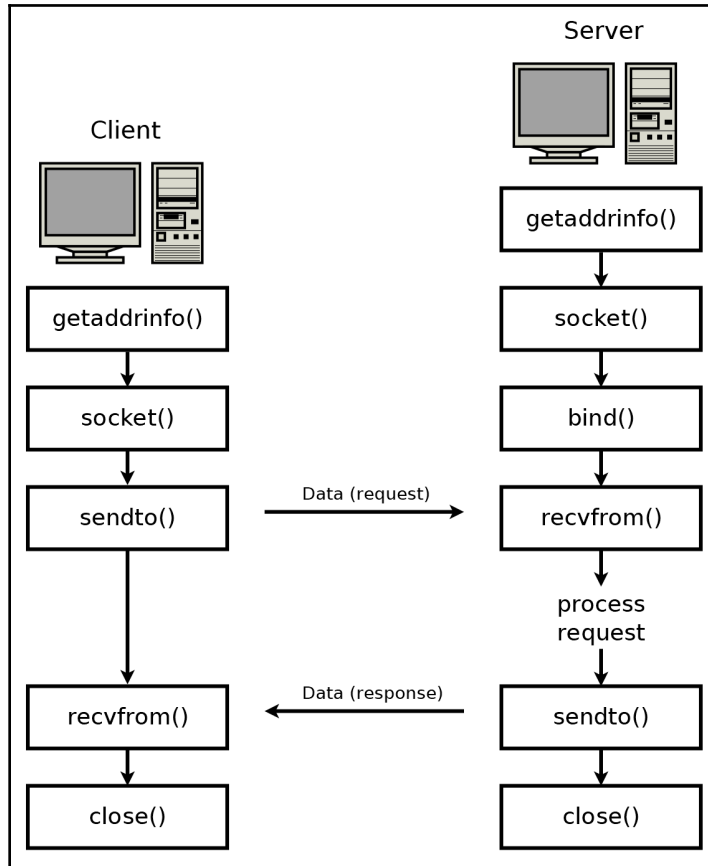 Server
Client
getaddrinfo()
getaddrinfo()
socket()
socket()
bind()
sendto()
Data (request)
recvfrom()
process
request
recvfrom()
Data (response)
sendto()
close()
close()